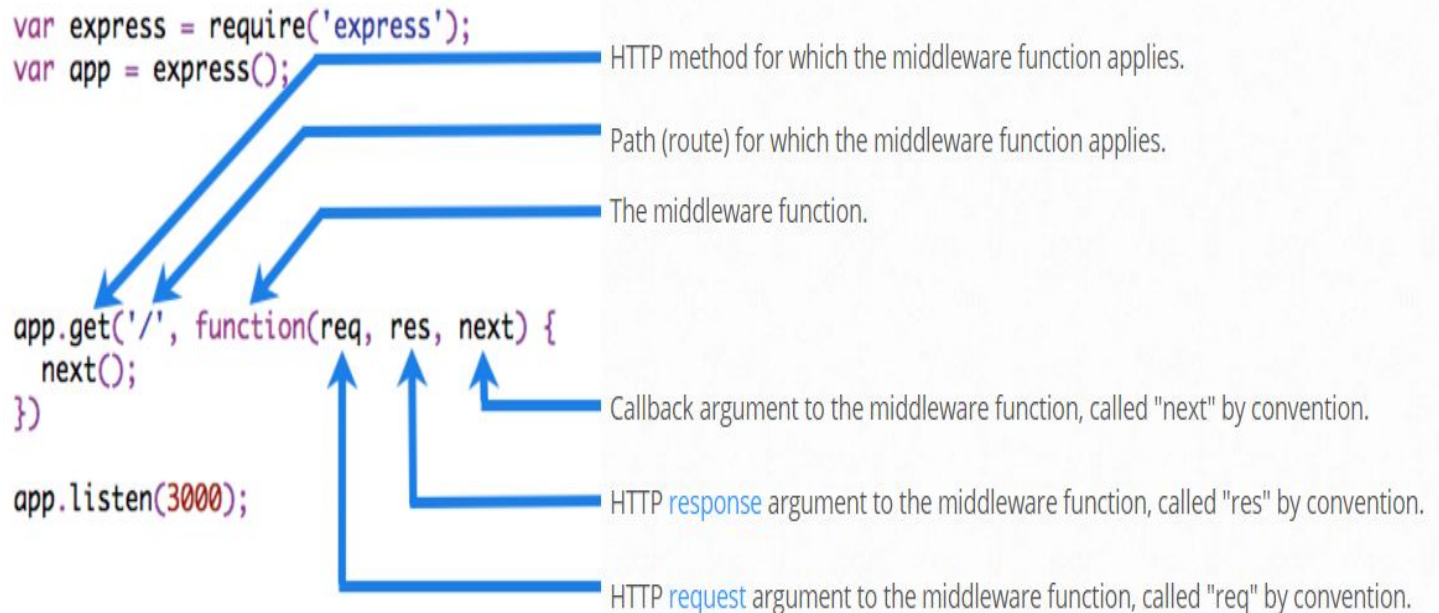 var express = require('express');
var app = express();
HTTP method for which the middleware function applies.
Path (route) for which the middleware function applies.
The middleware function.
app.get('/', function(req, res, next) {
  next();
})
Callback argument to the middleware function, called "next" by convention.
app.listen(3000);
HTTP response argument to the middleware function, called "res" by convention.
HTTP request argument to the middleware function, called "req" by convention.